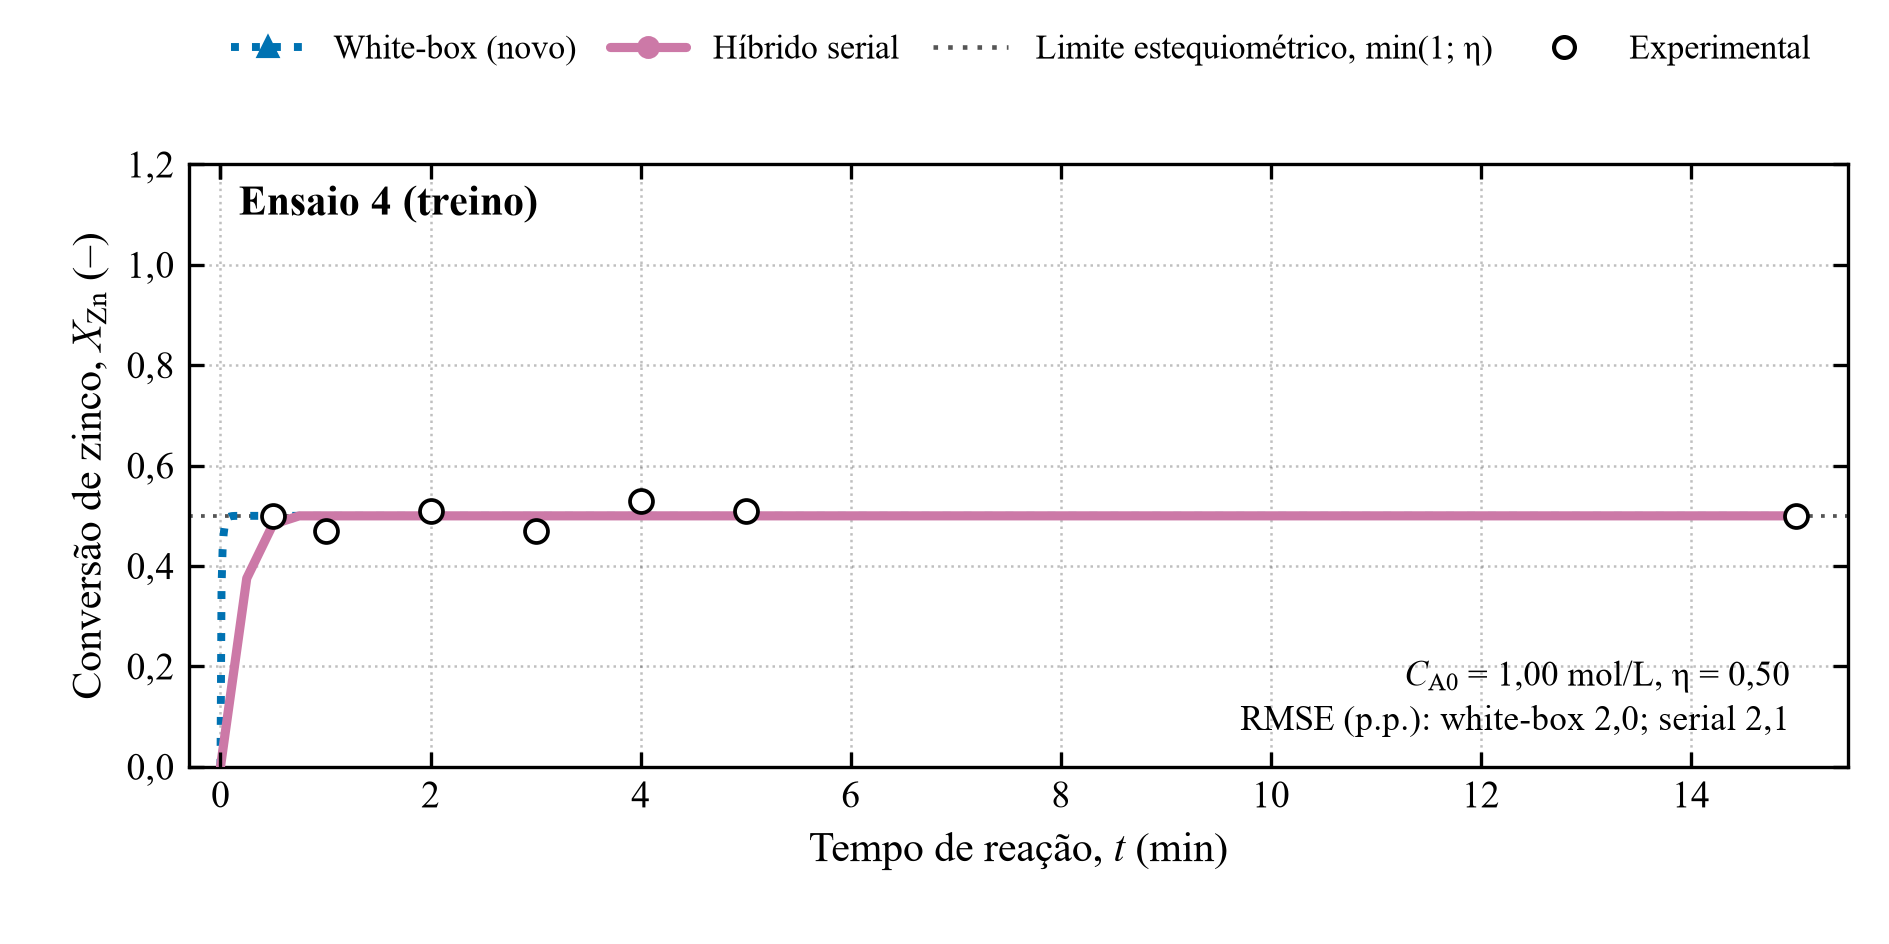 White-box (novo) Híbrido serial Limite estequiométrico, min(1; η) Experimental
Ensaio 4 (treino)
Conversão de zinco, X_Zn (−)
1,2
1,0
0,8
0,6
0,4
0,2
0,0
C_A0 = 1,00 mol/L, η = 0,50
RMSE (p.p.): white-box 2,0; serial 2,1
0 2 4 6 8 10 12 14
Tempo de reação, t (min)